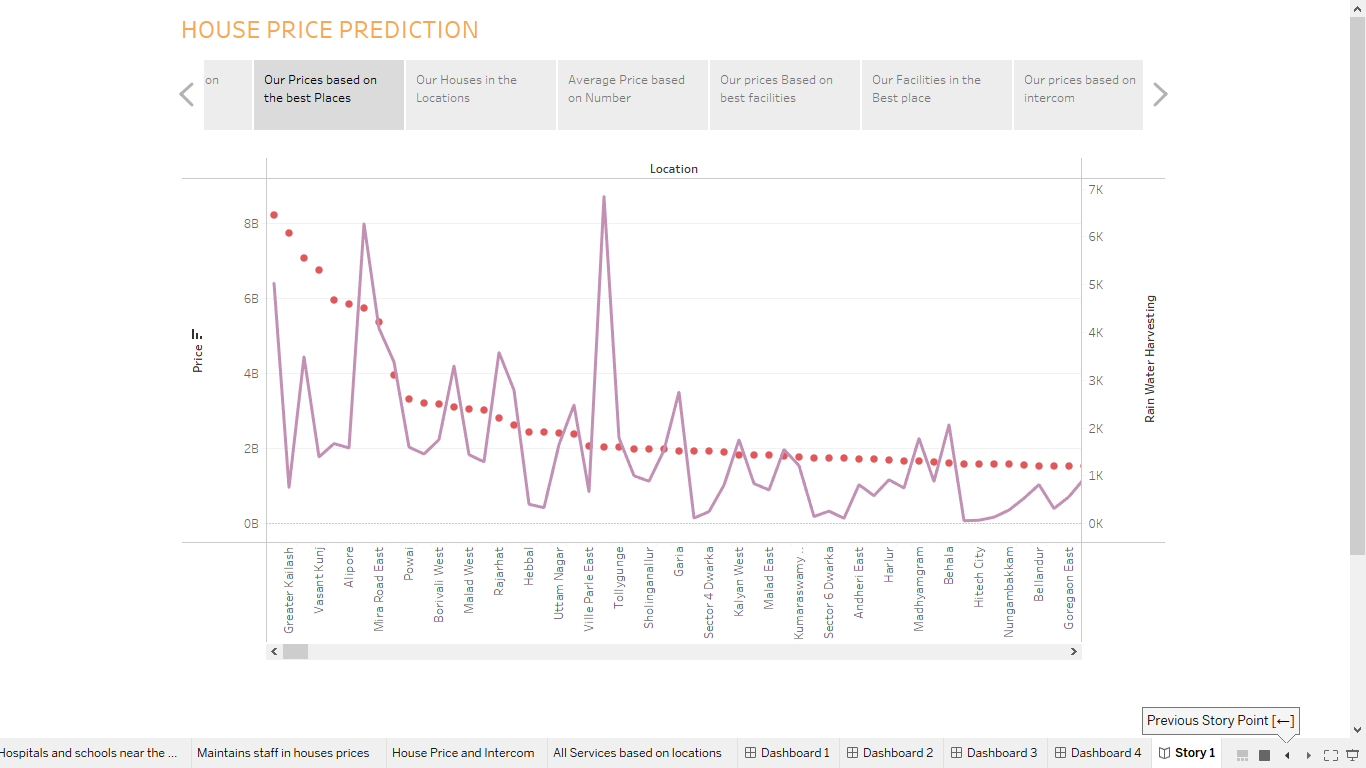 HOUSE PRICE PREDICTION
on
Our Prices based on
the best Places
Our Houses in the
Locations
Average Price based
on Number
Our prices Based on
best facilities
Our Facilities in the
Best place
Our prices based on
intercom
Location
8B
6B
4B
2B
0B
Price
7K
6K
5K
4K
3K
2K
1K
0K
Rain Water Harvesting
Greater Kailash
Vasant Kunj
Alipore
Mira Road East
Powai
Borivali West
Malad West
Rajarhat
Hebbal
Uttam Nagar
Ville Parle East
Tollygunge
Sholinganallur
Garia
Sector 4 Dwarka
Kalyan West
Malad East
Kumaraswamy ..
Sector 6 Dwarka
Andheri East
Harlur
Madhyamgram
Behala
Hitech City
Nungambakkam
Bellandur
Goregaon East
Previous Story Point [←]
Hospitals and schools near the ...
Maintains staff in houses prices
House Price and Intercom
All Services based on locations
Dashboard 1
Dashboard 2
Dashboard 3
Dashboard 4
Story 1